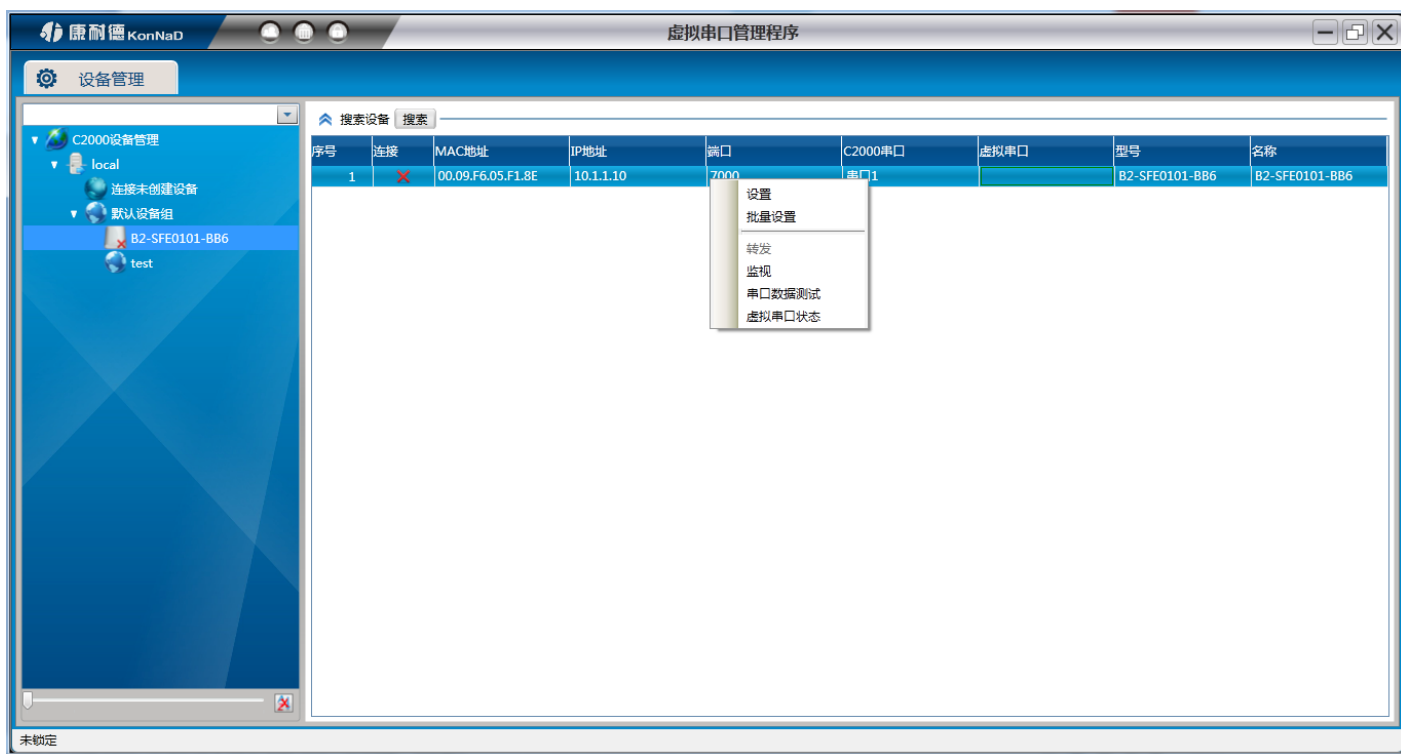 康耐德 KonNaD
虚拟串口管理程序
设备管理
搜索设备 搜索
C2000设备管理
local
连接未创建设备
默认设备组
B2-SFE0101-BB6
test
序号 连接 MAC地址 IP地址 端口 C2000串口 虚拟串口 型号 名称
1 00.09.F6.05.F1.8E 10.1.1.10 7000 串口1 B2-SFE0101-BB6 B2-SFE0101-BB6
设置
批量设置
转发
监视
串口数据测试
虚拟串口状态
未锁定